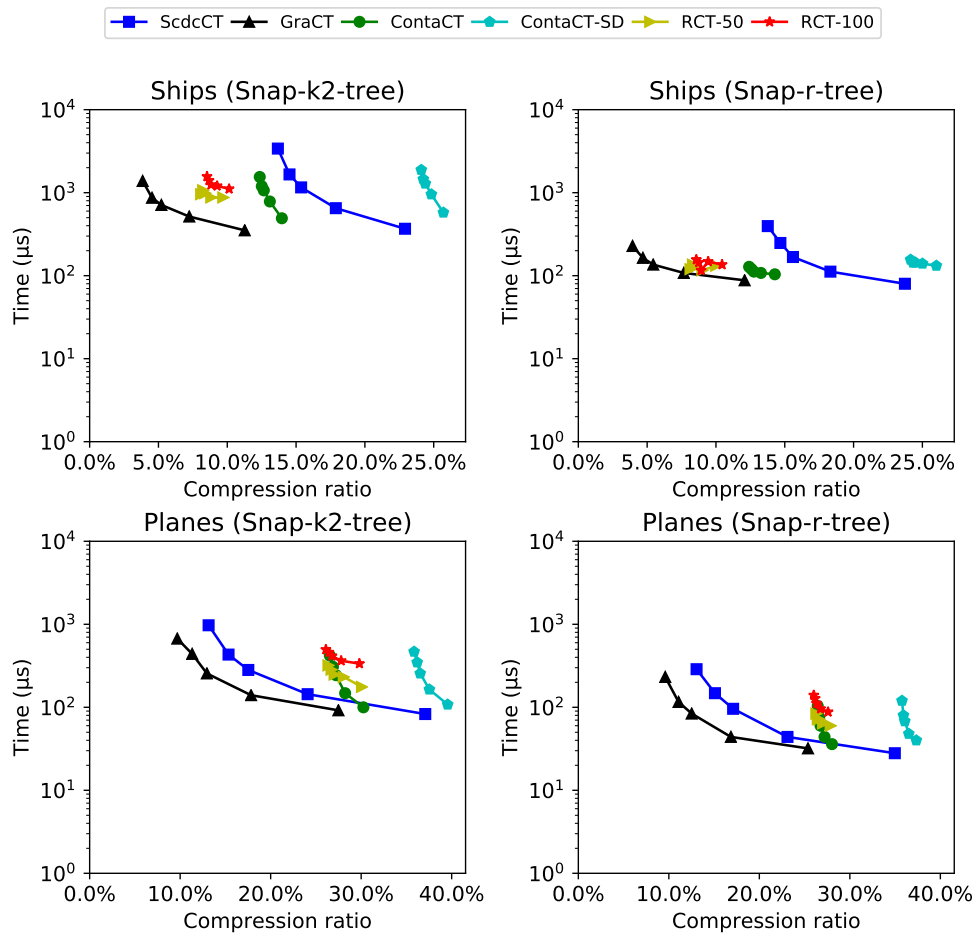 ScdcCT GraCT ContaCT ContaCT-SD RCT-50 RCT-100
Ships (Snap-k2-tree)
Time (µs)
10^4
10^3
10^2
10^1
10^0
0.0% 5.0% 10.0% 15.0% 20.0% 25.0%
Compression ratio
Ships (Snap-r-tree)
Time (µs)
10^4
10^3
10^2
10^1
10^0
0.0% 5.0% 10.0% 15.0% 20.0% 25.0%
Compression ratio
Planes (Snap-k2-tree)
Time (µs)
10^4
10^3
10^2
10^1
10^0
0.0% 10.0% 20.0% 30.0% 40.0%
Compression ratio
Planes (Snap-r-tree)
Time (µs)
10^4
10^3
10^2
10^1
10^0
0.0% 10.0% 20.0% 30.0% 40.0%
Compression ratio